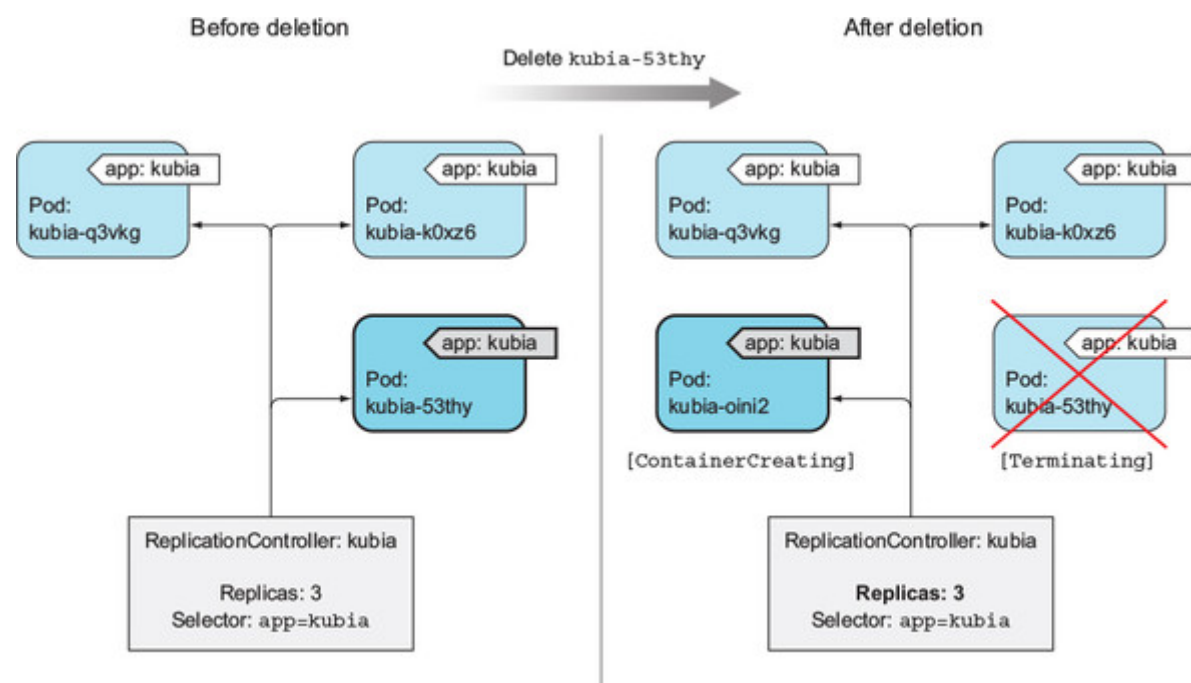 Before deletion
After deletion
Delete kubia-53thy
app: kubia
Pod:
kubia-q3vkg
app: kubia
Pod:
kubia-k0xz6
app: kubia
Pod:
kubia-53thy
ReplicationController: kubia
Replicas: 3
Selector: app=kubia
app: kubia
Pod:
kubia-q3vkg
app: kubia
Pod:
kubia-k0xz6
app: kubia
Pod:
kubia-oini2
[ContainerCreating]
app: kubia
Pod:
kubia-53thy
[Terminating]
ReplicationController: kubia
Replicas: 3
Selector: app=kubia